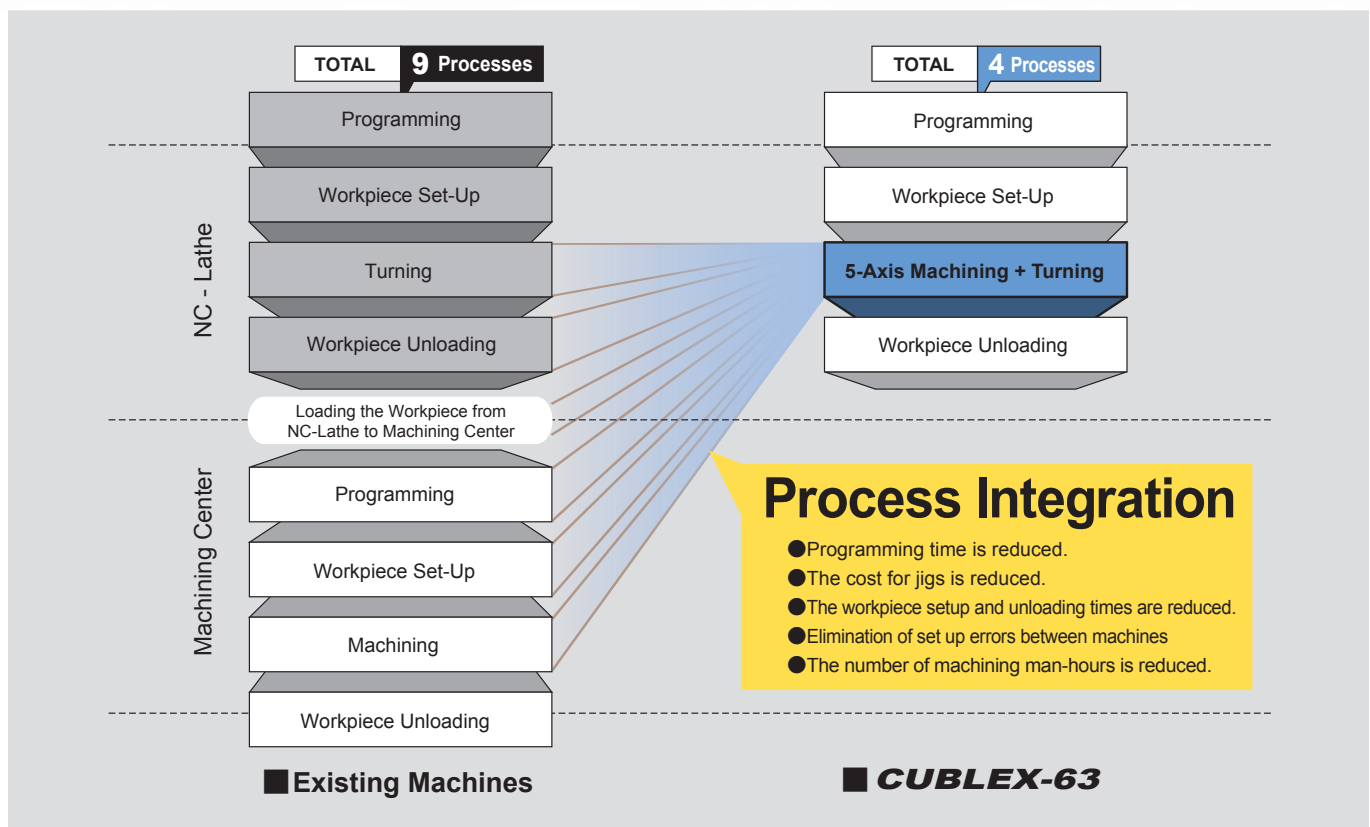 TOTAL 9 Processes
Programming
NC - Lathe
Workpiece Set-Up
Turning
Workpiece Unloading
Loading the Workpiece from
NC-Lathe to Machining Center
Machining Center
Programming
Workpiece Set-Up
Machining
Workpiece Unloading
■Existing Machines
TOTAL 4 Processes
Programming
Workpiece Set-Up
5-Axis Machining + Turning
Workpiece Unloading
Process Integration
●Programming time is reduced.
●The cost for jigs is reduced.
●The workpiece setup and unloading times are reduced.
●Elimination of set up errors between machines
●The number of machining man-hours is reduced.
■ CUBLEX-63